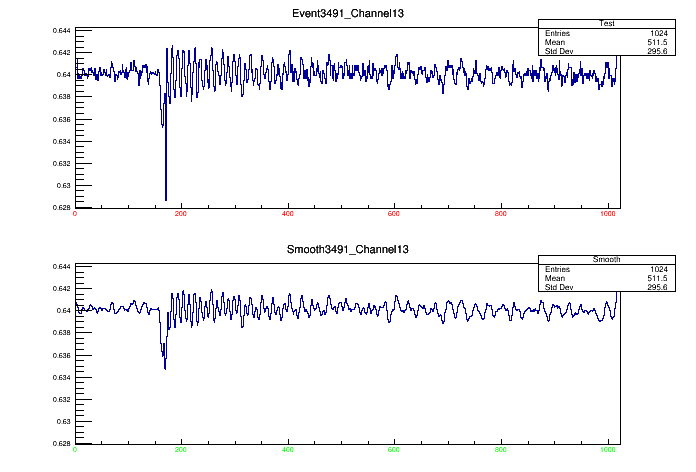 Event3491_Channel13
Test
Entries 1024
Mean 511.5
Std Dev 295.6
0.644
0.642
0.64
0.638
0.636
0.634
0.632
0.63
0.628
0 200 400 600 800 1000
Smooth3491_Channel13
Smooth
Entries 1024
Mean 511.5
Std Dev 295.6
0.644
0.642
0.64
0.638
0.636
0.634
0.632
0.63
0.628
0 200 400 600 800 1000